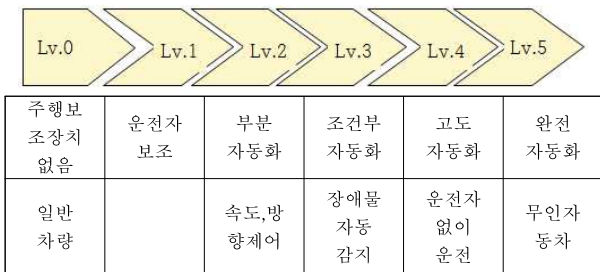 Lv.0 Lv.1 Lv.2 Lv.3 Lv.4 Lv.5
주행보
조장치
없음
운전자
보조
부분
자동화
조건부
자동화
고도
자동화
완전
자동화
일반
차량
속도,방
향제어
장애물
자동
감지
운전자
없이
운전
무인자
동차